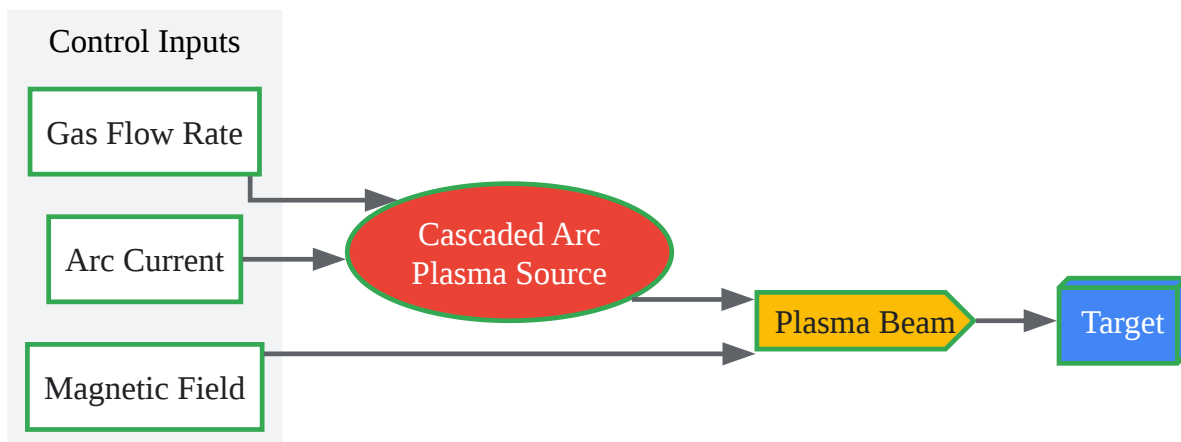 Control Inputs
Gas Flow Rate
Arc Current
Magnetic Field
Cascaded Arc
Plasma Source
Plasma Beam
Target